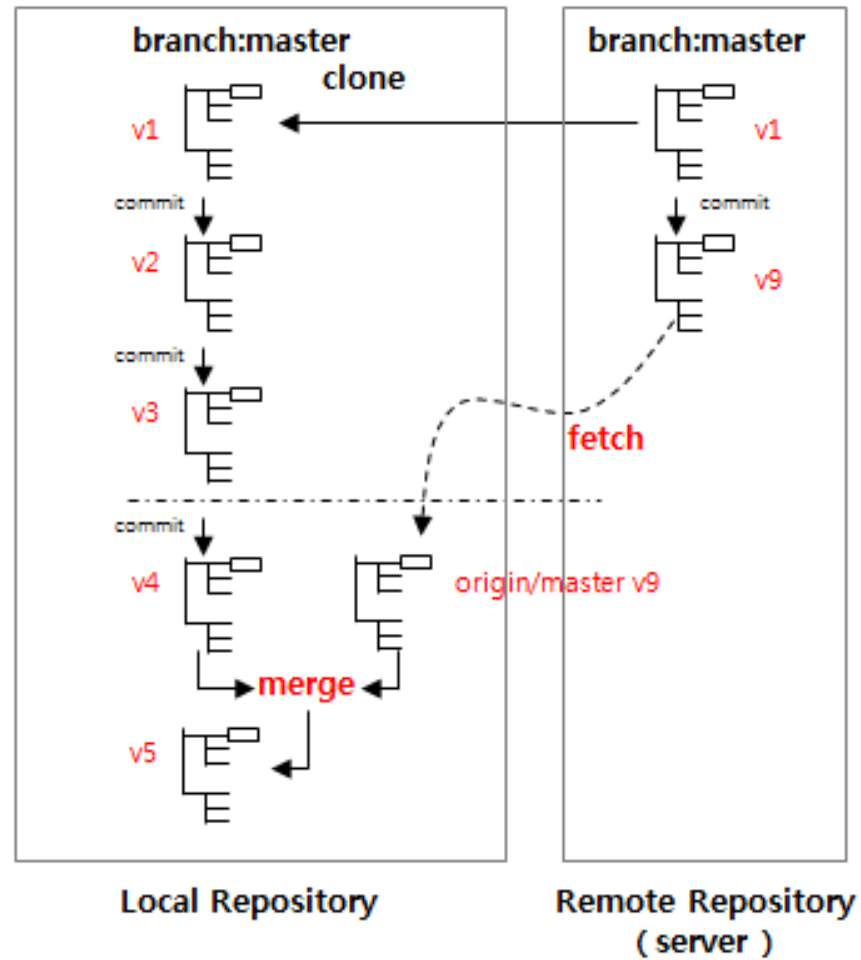 branch:master
branch:master
clone
v1
v1
commit
commit
v2
v9
commit
v3
fetch
commit
v4
origin/master v9
merge
v5
Local Repository
Remote Repository
( server )